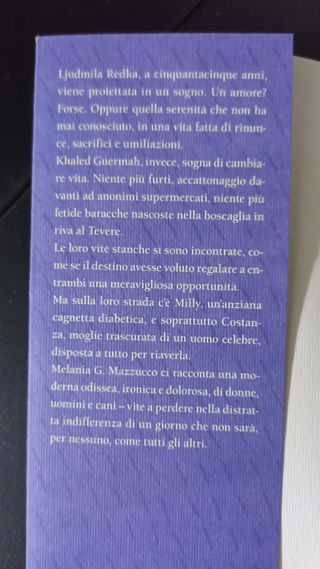 Ljudmila Redka, a cinquantacinque anni,
viene proiettata in un sogno. Un amore?
Forse. Oppure quella serenità che non ha
mai conosciuto, in una vita fatta di rinun-
ce, sacrifici e umiliazioni.
Khaled Guermah, invece, sogna di cambia-
re vita. Niente più furti, accattonaggio da-
vanti ad anonimi supermercati, niente più
fetide baracche nascoste nella boscaglia in
riva al Tevere.
Le loro vite stanche si sono incontrate, co-
me se il destino avesse voluto regalare a en-
trambi una meravigliosa opportunità.
Ma sulla loro strada c'è Milly, un'anziana
cagnetta diabetica, e soprattutto Costan-
za, moglie trascurata di un uomo celebre,
disposta a tutto per riaverla.
Melania G. Mazzucco ci racconta una mo-
derna odissea, ironica e dolorosa, di donne,
uomini e cani – vite a perdere nella distrat-
ta indifferenza di un giorno che non sarà,
per nessuno, come tutti gli altri.